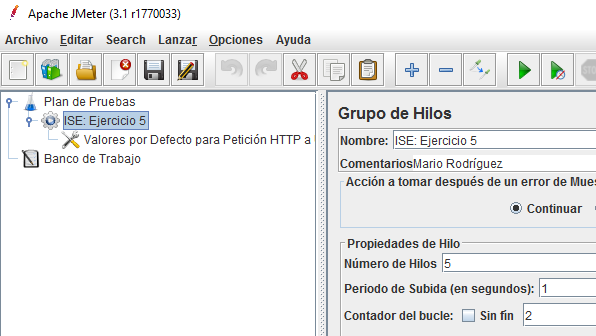 Apache JMeter (3.1 r1770033)
Archivo Editar Search Lanzar Opciones Ayuda
Plan de Pruebas
ISE: Ejercicio 5
Valores por Defecto para Petición HTTP a
Banco de Trabajo
Grupo de Hilos
Nombre: ISE: Ejercicio 5
Comentarios Mario Rodríguez
Acción a tomar después de un error de Mues
Continuar
Propiedades de Hilo
Número de Hilos 5
Periodo de Subida (en segundos): 1
Contador del bucle: Sin fin 2